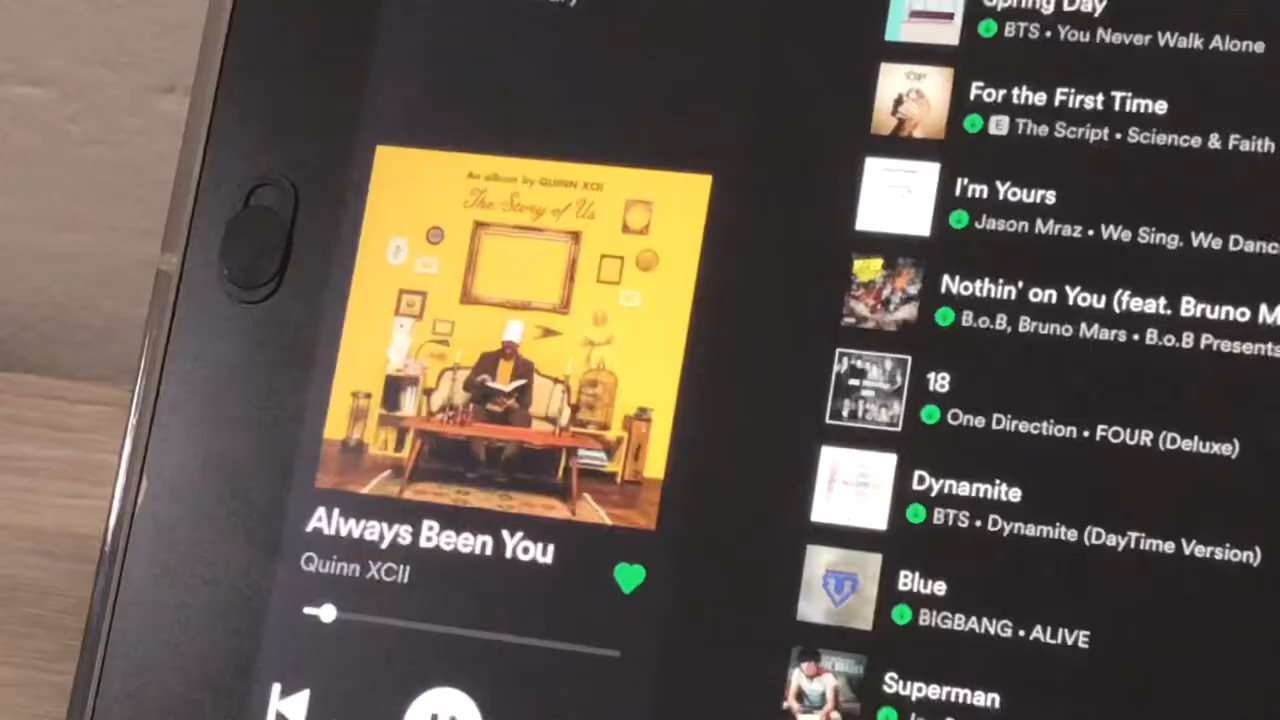 An album by QUINN XCII
The Story of Us
Always Been You
Quinn XCII
Spring Day
BTS • You Never Walk Alone
For the First Time
E The Script • Science & Faith
I'm Yours
Jason Mraz • We Sing. We Danc
Nothin' on You (feat. Bruno M
B.o.B, Bruno Mars • B.o.B Presents
18
One Direction • FOUR (Deluxe)
Dynamite
BTS • Dynamite (DayTime Version)
Blue
BIGBANG • ALIVE
Superman